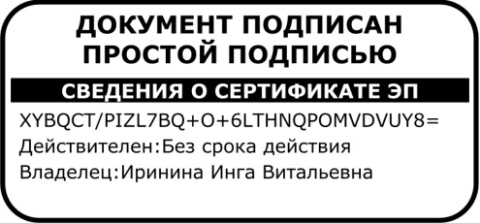 ДОКУМЕНТ ПОДПИСАН
ПРОСТОЙ ПОДПИСЬЮ
СВЕДЕНИЯ О СЕРТИФИКАТЕ ЭП
XYBQCT/PIZL7BQ+O+6LTHNQPOMVDVUY8=
Действителен:Без срока действия
Владелец:Иринина Инга Витальевна